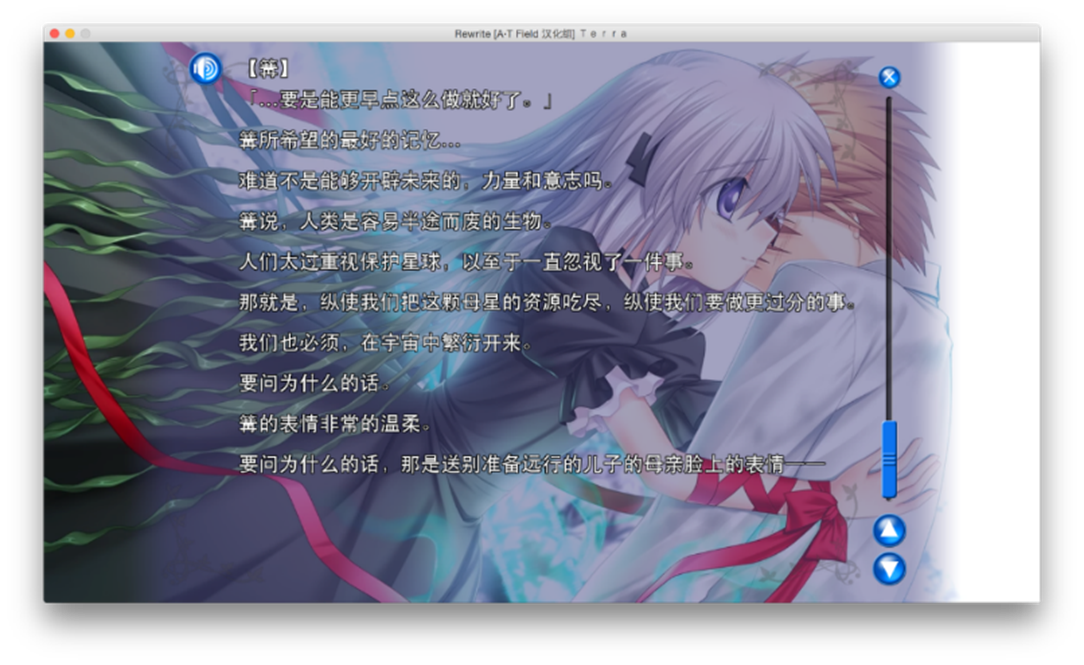 Rewrite [A-T Field 汉化组] Ｔｅｒｒａ
【篝】
「…要是能更早点这么做就好了。」
篝所希望的最好的记忆…
难道不是能够开辟未来的，力量和意志吗。
篝说，人类是容易半途而废的生物。
人们太过重视保护星球，以至于一直忽视了一件事。
那就是，纵使我们把这颗母星的资源吃尽，纵使我们要做更过分的事。
我们也必须，在宇宙中繁衍开来。
要问为什么的话。
篝的表情非常的温柔。
要问为什么的话，那是送别准备远行的儿子的母亲脸上的表情——